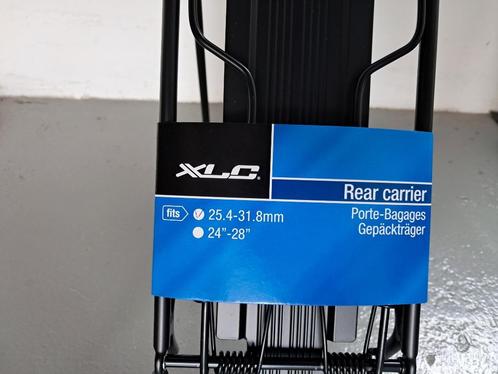 XLC
Rear carrier
fits 25.4-31.8mm
24"-28"
Porte-Bagages
Gepäckträger